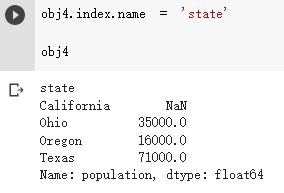 obj4.index.name = 'state'
obj4
state
California NaN
Ohio 35000.0
Oregon 16000.0
Texas 71000.0
Name: population, dtype: float64